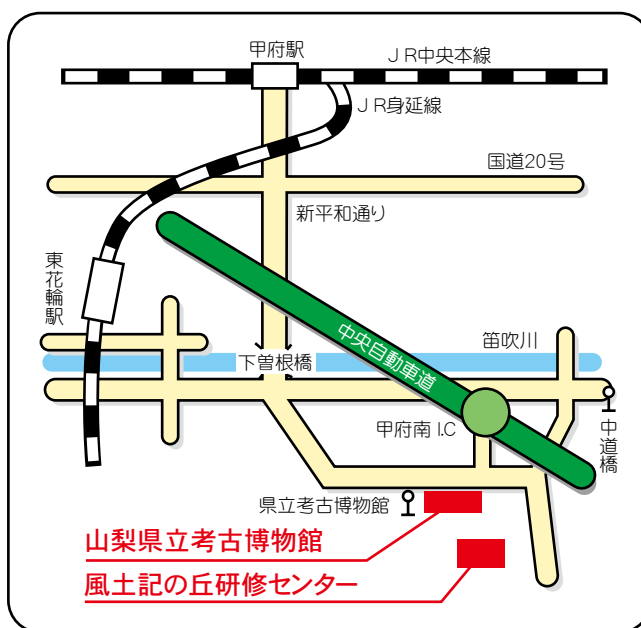 甲府駅
JR中央本線
JR身延線
国道20号
新平和通り
東花輪駅
中央自動車道
笛吹川
下曽根橋
甲府南 I.C
中道橋
県立考古博物館
山梨県立考古博物館
風土記の丘研修センター